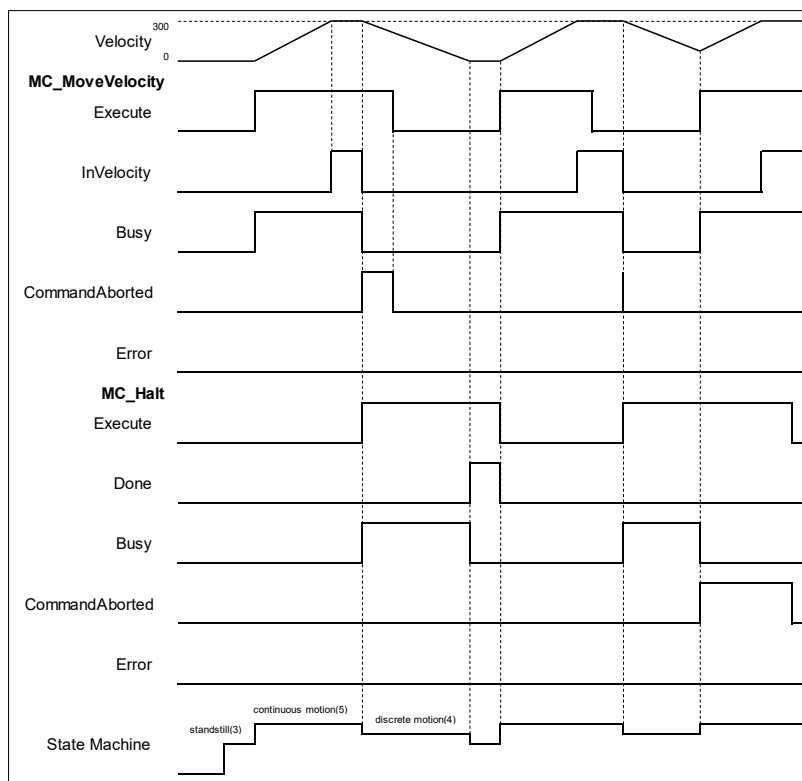 300
Velocity
0
MC_MoveVelocity
Execute
InVelocity
Busy
CommandAborted
Error
MC_Halt
Execute
Done
Busy
CommandAborted
Error
continuous motion(5)
discrete motion(4)
standstill(3)
State Machine